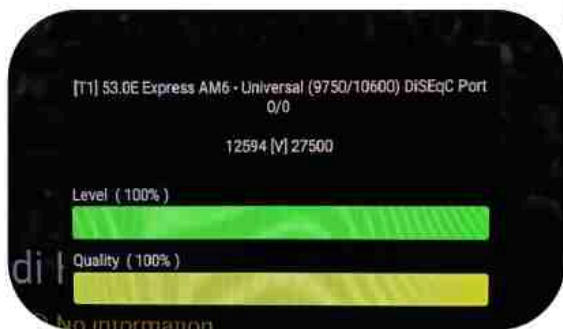 [T1] 53.0E Express AM6 - Universal (9750/10600) DiSEqC Port
0/0
12594 [V] 27500
Level ( 100% )
Quality ( 100% )
di
No information